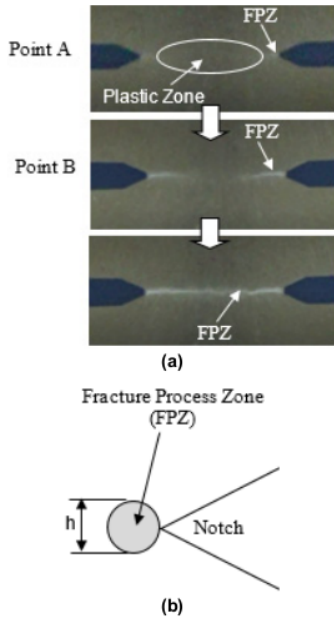 Point A
FPZ
Plastic Zone
Point B
FPZ
FPZ
(a)
Fracture Process Zone
(FPZ)
h
Notch
(b)